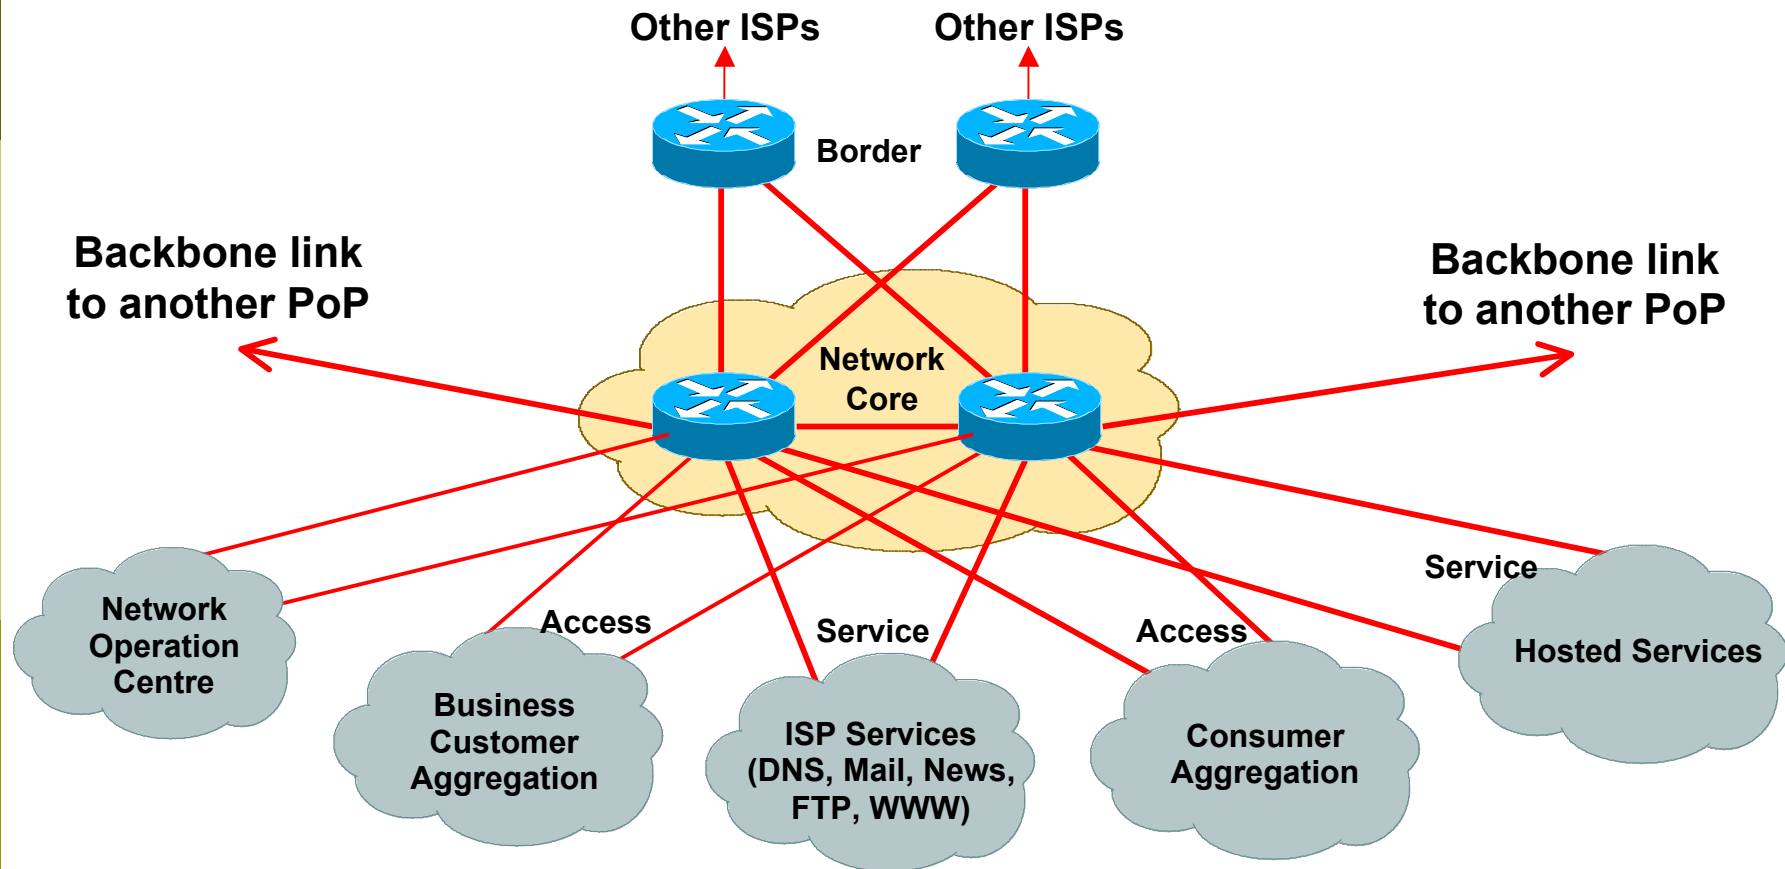 Other ISPs
Other ISPs
Border
Backbone link
to another PoP
Backbone link
to another PoP
Network
Core
Service
Network
Operation
Centre
Access
Service
Access
Hosted Services
Business
Customer
Aggregation
ISP Services
(DNS, Mail, News,
FTP, WWW)
Consumer
Aggregation